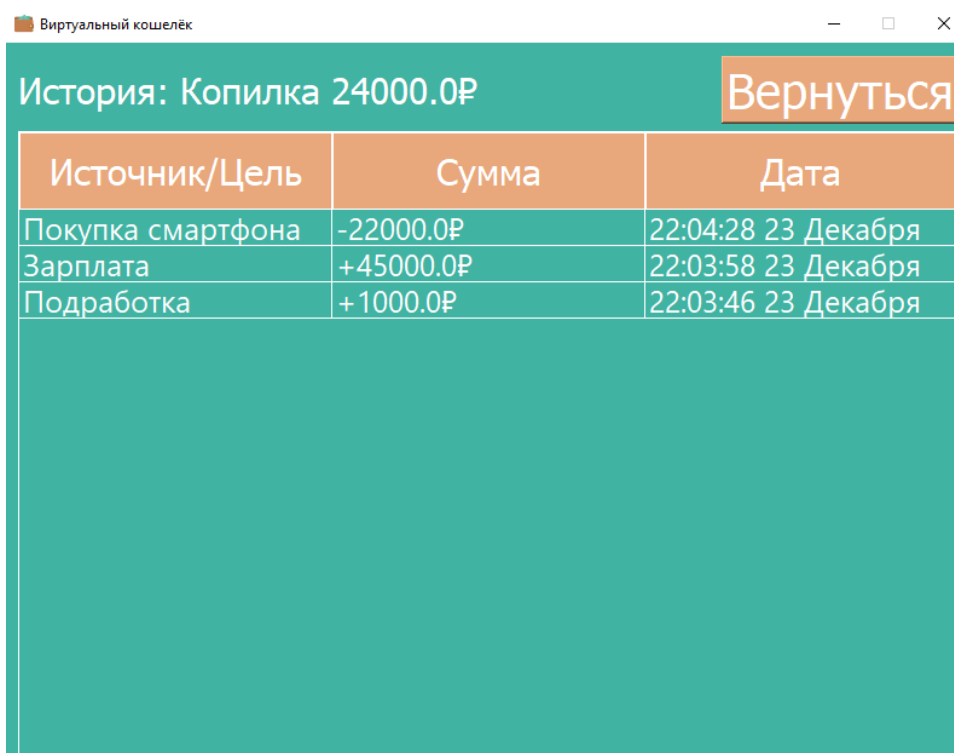 Виртуальный кошелёк
История: Копилка 24000.0₽ Вернуться
Источник/Цель Сумма Дата
Покупка смартфона -22000.0₽ 22:04:28 23 Декабря
Зарплата +45000.0₽ 22:03:58 23 Декабря
Подработка +1000.0₽ 22:03:46 23 Декабря